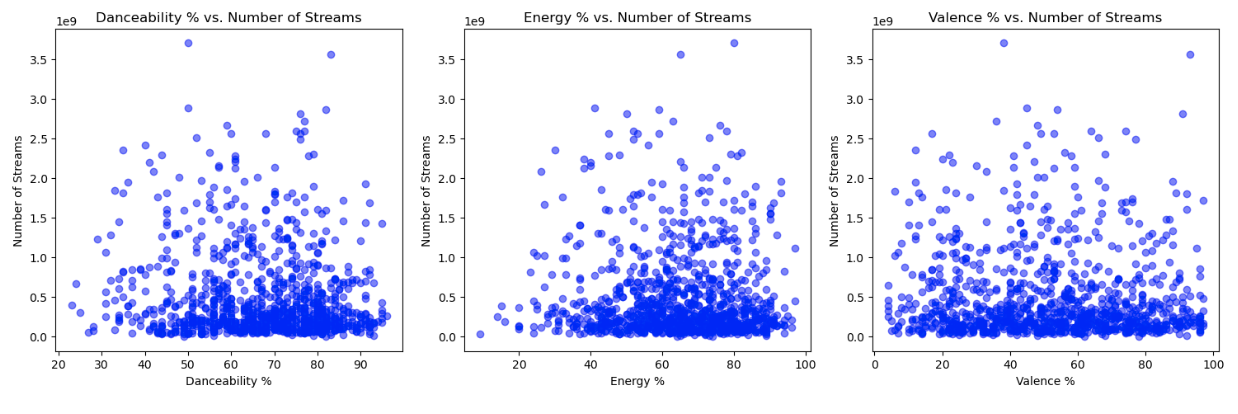 Danceability % vs. Number of Streams
1e9
3.5
3.0
2.5
2.0
1.5
1.0
0.5
0.0
Number of Streams
20 30 40 50 60 70 80 90
Danceability %
Energy % vs. Number of Streams
1e9
3.5
3.0
2.5
2.0
1.5
1.0
0.5
0.0
Number of Streams
20 40 60 80 100
Energy %
Valence % vs. Number of Streams
1e9
3.5
3.0
2.5
2.0
1.5
1.0
0.5
0.0
Number of Streams
0 20 40 60 80 100
Valence %